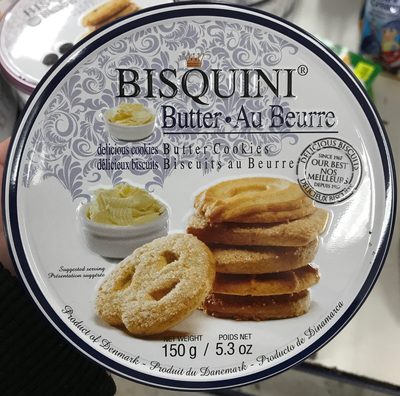 BISQUINI®
Butter • Au Beurre
delicious cookies Butter Cookies
délicieux biscuits Biscuits au Beurre
DELICIOUS BISCUITS
SINCE 1967
OUR BEST
NOS
MEILLEURS
DEPUIS 1967
Suggested serving
Présentation suggérée
NET WEIGHT POIDS NET
150 g / 5.3 oz
Product of Denmark - Produit du Danemark - Producto de Dinamarca